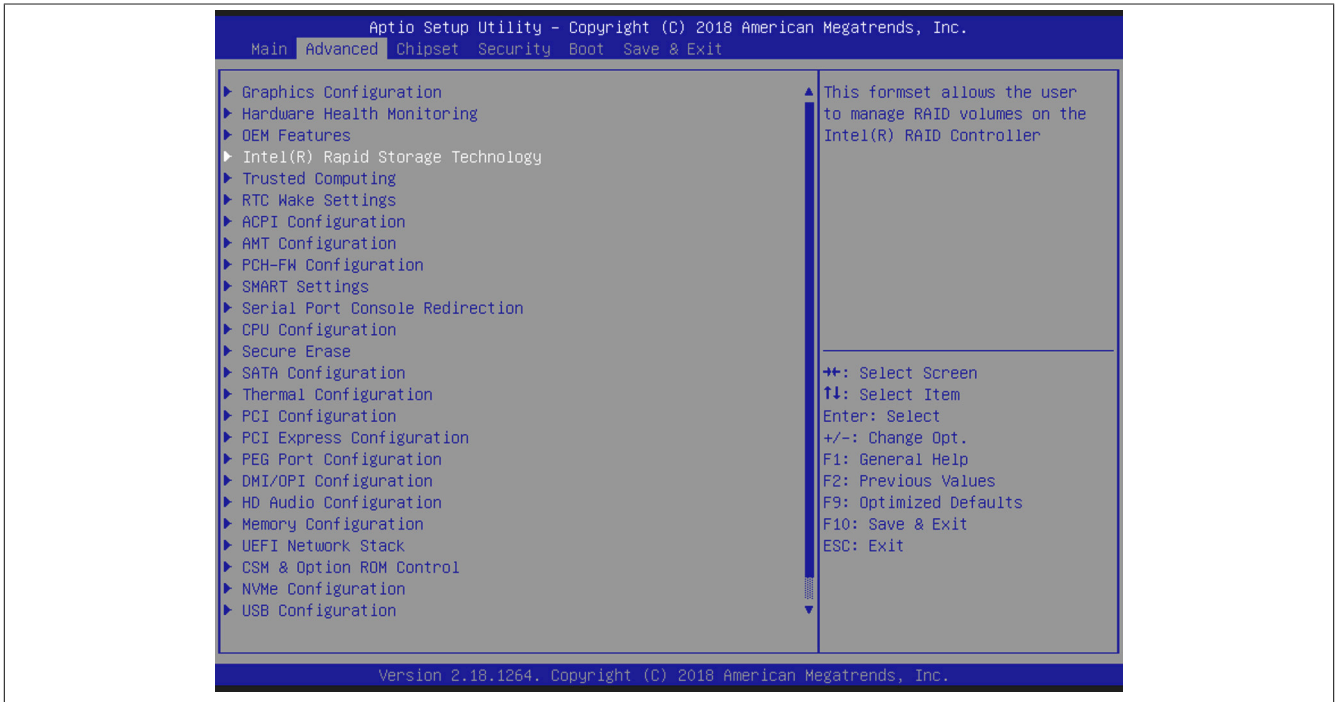 Aptio Setup Utility – Copyright (C) 2018 American Megatrends, Inc.
Main Advanced Chipset Security Boot Save & Exit
Graphics Configuration
Hardware Health Monitoring
OEM Features
Intel(R) Rapid Storage Technology
Trusted Computing
RTC Wake Settings
ACPI Configuration
AMT Configuration
PCH-FW Configuration
SMART Settings
Serial Port Console Redirection
CPU Configuration
Secure Erase
SATA Configuration
Thermal Configuration
PCI Configuration
PCI Express Configuration
PEG Port Configuration
DMI/OPI Configuration
HD Audio Configuration
Memory Configuration
UEFI Network Stack
CSM & Option ROM Control
NVMe Configuration
USB Configuration
This formset allows the user
to manage RAID volumes on the
Intel(R) RAID Controller
→←: Select Screen
↑↓: Select Item
Enter: Select
+/-: Change Opt.
F1: General Help
F2: Previous Values
F9: Optimized Defaults
F10: Save & Exit
ESC: Exit
Version 2.18.1264. Copyright (C) 2018 American Megatrends, Inc.